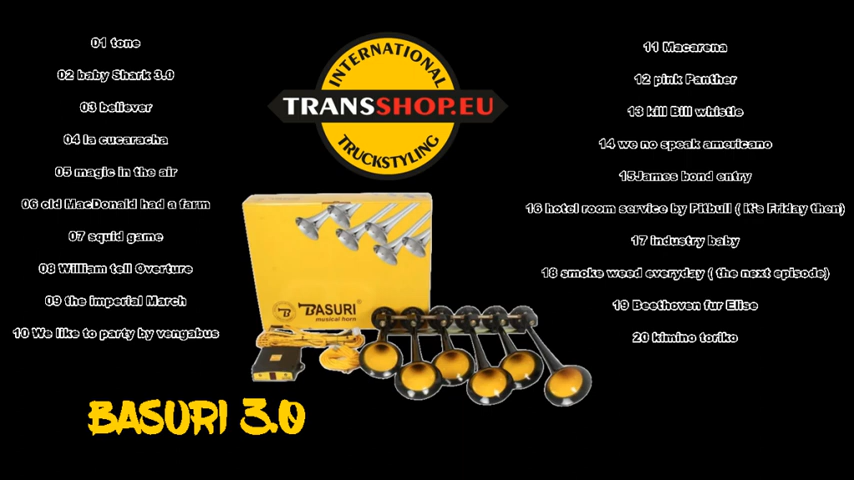 01 tone
02 baby Shark 3.0
03 believer
04 la cucaracha
05 magic in the air
06 old MacDonald had a farm
07 squid game
08 William tell Overture
09 the imperial March
10 We like to party by vengabus
INTERNATIONAL
TRANSSHOP.EU
TRUCKSTYLING
11 Macarena
12 pink Panther
13 kill Bill whistle
14 we no speak americano
15James bond entry
16 hotel room service by Pitbull ( it's Friday then)
17 industry baby
18 smoke weed everyday ( the next episode)
19 Beethoven fur Elise
20 kimino toriko
B
BASURI®
musical horn
BASURI 3.0